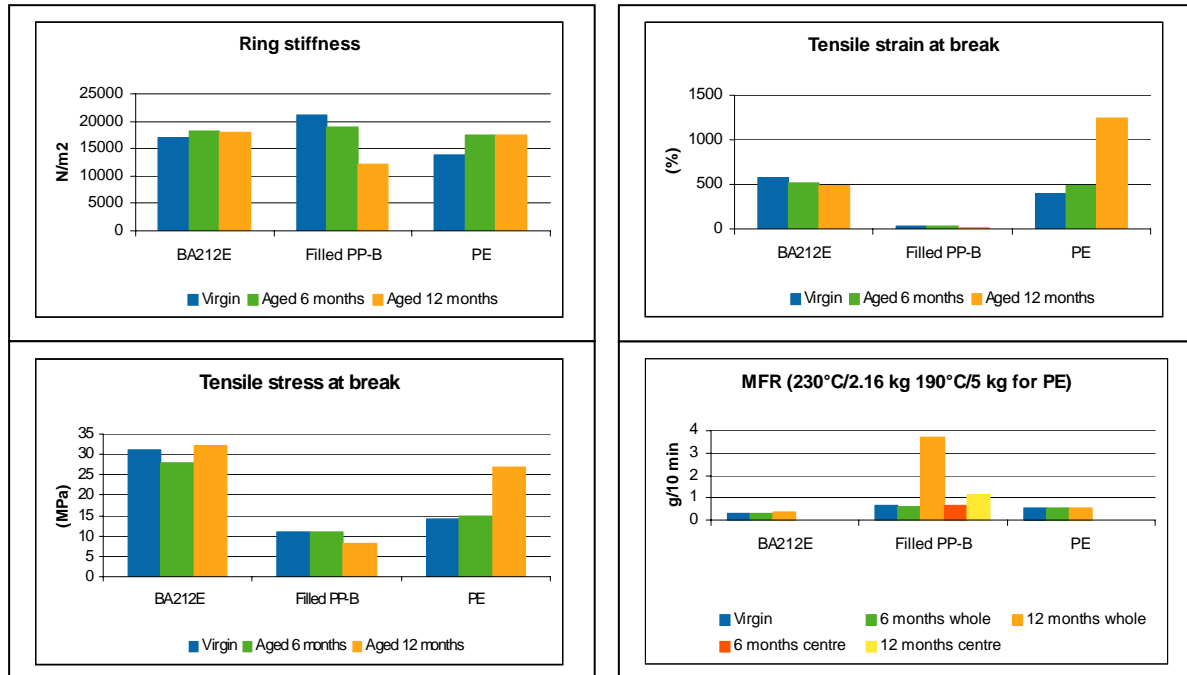 Ring stiffness
N/m2
25000
20000
15000
10000
5000
0
BA212E Filled PP-B PE
Virgin Aged 6 months Aged 12 months
Tensile strain at break
(%)
1500
1000
500
0
BA212E Filled PP-B PE
Virgin Aged 6 months Aged 12 months
Tensile stress at break
(MPa)
35
30
25
20
15
10
5
0
BA212E Filled PP-B PE
Virgin Aged 6 months Aged 12 months
MFR (230°C/2.16 kg 190°C/5 kg for PE)
g/10 min
4
3
2
1
0
BA212E Filled PP-B PE
Virgin 6 months whole 12 months whole
6 months centre 12 months centre